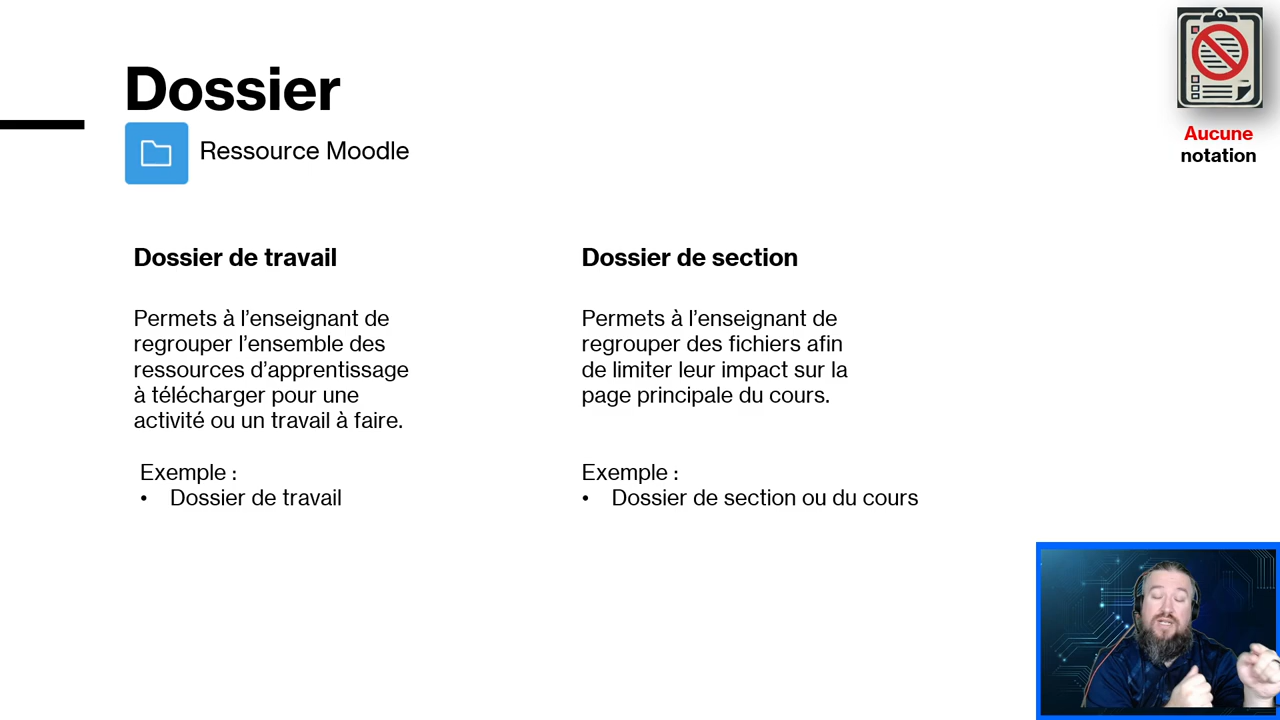 Dossier
Ressource Moodle
Aucune
notation
Dossier de travail
Permets à l’enseignant de
regrouper l’ensemble des
ressources d’apprentissage
à télécharger pour une
activité ou un travail à faire.
Exemple :
• Dossier de travail
Dossier de section
Permets à l’enseignant de
regrouper des fichiers afin
de limiter leur impact sur la
page principale du cours.
Exemple :
• Dossier de section ou du cours